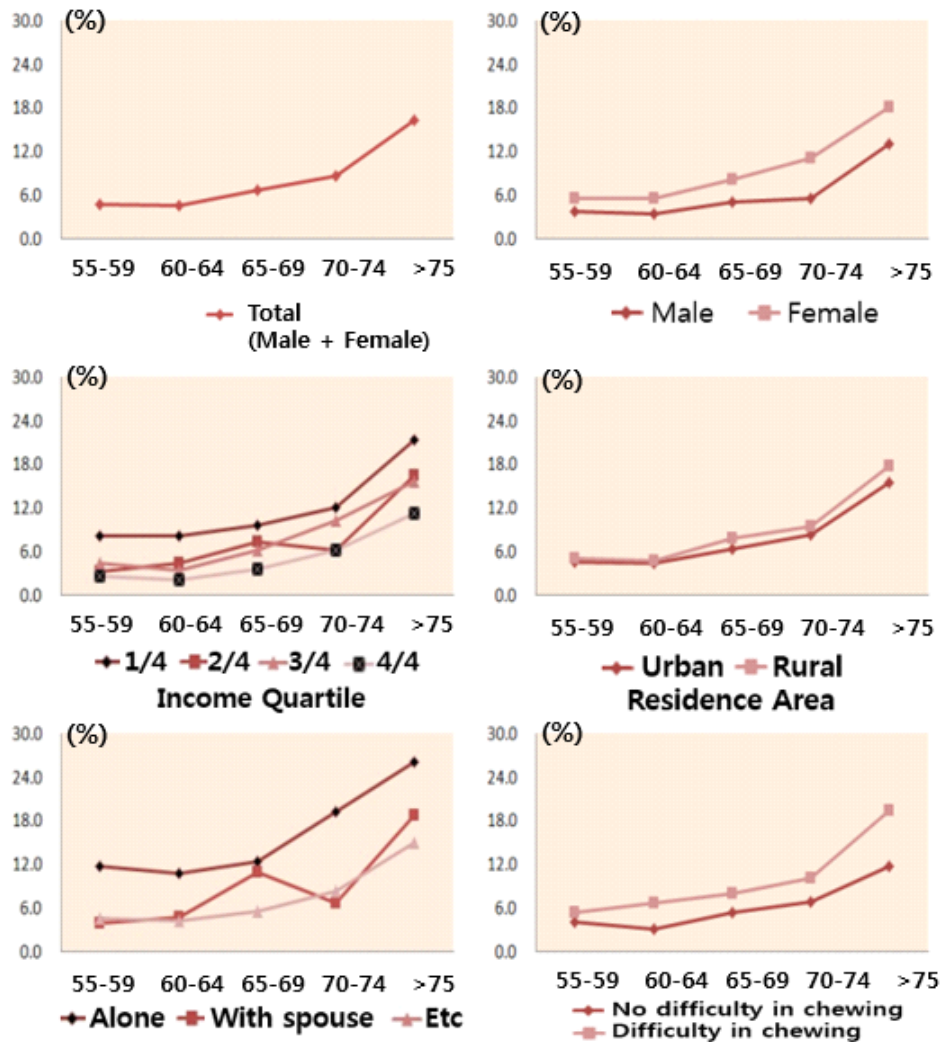 30.0 (%)
24.0
18.0
12.0
6.0
0.0
55-59 60-64 65-69 70-74 >75
Total
(Male + Female)
30.0 (%)
24.0
18.0
12.0
6.0
0.0
55-59 60-64 65-69 70-74 >75
Male Female
30.0 (%)
24.0
18.0
12.0
6.0
0.0
55-59 60-64 65-69 70-74 >75
1/4 2/4 3/4 4/4
Income Quartile
30.0 (%)
24.0
18.0
12.0
6.0
0.0
55-59 60-64 65-69 70-74 >75
Urban Rural
Residence Area
30.0 (%)
24.0
18.0
12.0
6.0
0.0
55-59 60-64 65-69 70-74 >75
Alone With spouse Etc
30.0 (%)
24.0
18.0
12.0
6.0
0.0
55-59 60-64 65-69 70-74 >75
No difficulty in chewing
Difficulty in chewing